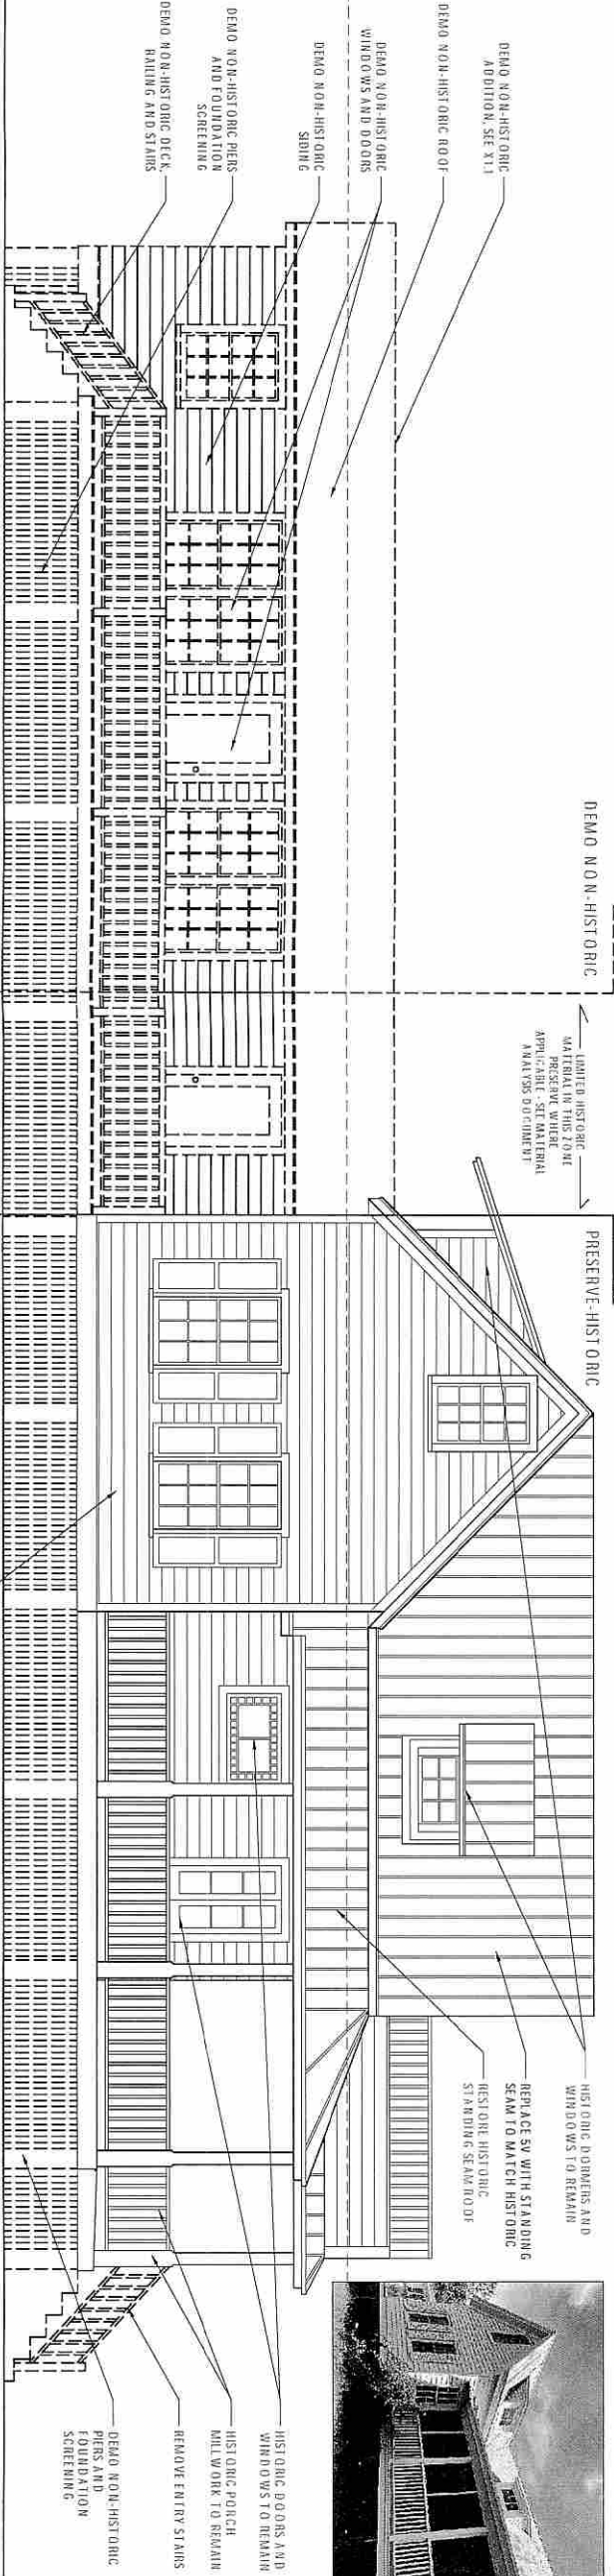 DEMO NON-HISTORIC
ADDITION, SEE X1.1
DEMO NON-HISTORIC ROOF
DEMO NON-HISTORIC
WINDOWS AND DOORS
DEMO NON-HISTORIC
SIDING
DEMO NON-HISTORIC PIERS
AND FOUNDATION
SCREENING
DEMO NON-HISTORIC DECK,
RAILING AND STAIRS
DEMO NON-HISTORIC
LIMITED HISTORIC
MATERIAL IN THIS ZONE
PRESERVE WHERE
APPLICABLE - SEE MATERIAL
ANALYSIS DOCUMENT
PRESERVE-HISTORIC
HISTORIC DORMERS AND
WINDOWS TO REMAIN
REPLACE 5V WITH STANDING
SEAM TO MATCH HISTORIC
RESTORE HISTORIC
STANDING SEAM ROOF
HISTORIC DOORS AND
WINDOWS TO REMAIN
HISTORIC PORCH
MILLWORK TO REMAIN
REMOVE ENTRY STAIRS
DEMO NON-HISTORIC
PIERS AND
FOUNDATION
SCREENING